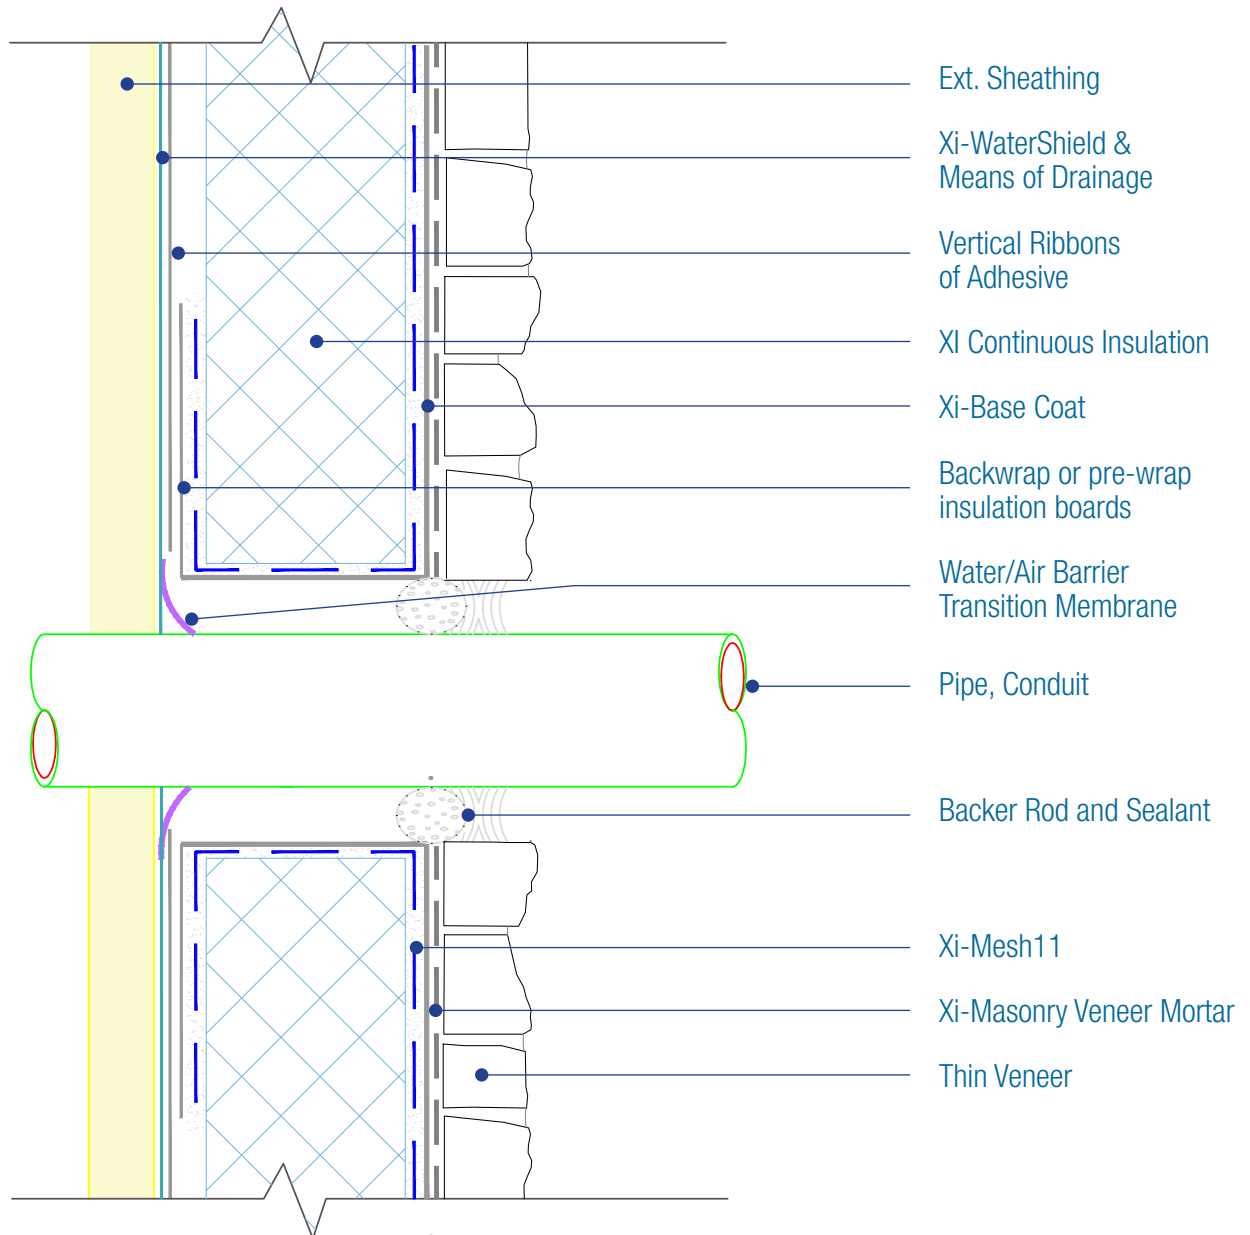 Ext. Sheathing
Xi-WaterShield &
Means of Drainage
Vertical Ribbons
of Adhesive
XI Continuous Insulation
Xi-Base Coat
Backwrap or pre-wrap
insulation boards
Water/Air Barrier
Transition Membrane
Pipe, Conduit
Backer Rod and Sealant
Xi-Mesh11
Xi-Masonry Veneer Mortar
Thin Veneer